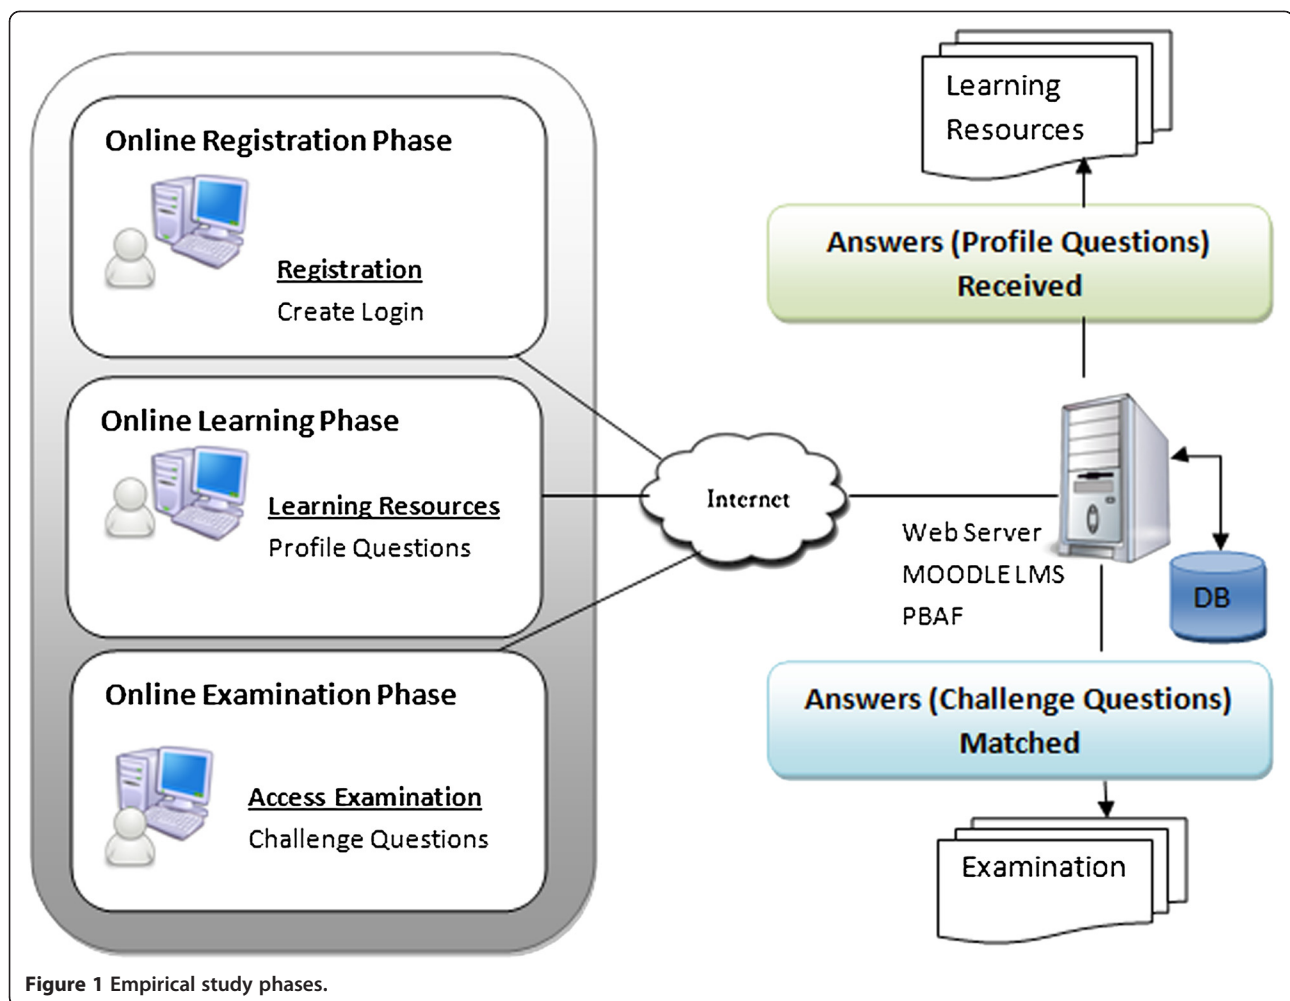 Online Registration Phase
Registration
Create Login
Online Learning Phase
Learning Resources
Profile Questions
Online Examination Phase
Access Examination
Challenge Questions
Internet
Learning
Resources
Answers (Profile Questions)
Received
Web Server
MOODLE LMS
PBAF
DB
Answers (Challenge Questions)
Matched
Examination
Figure 1 Empirical study phases.